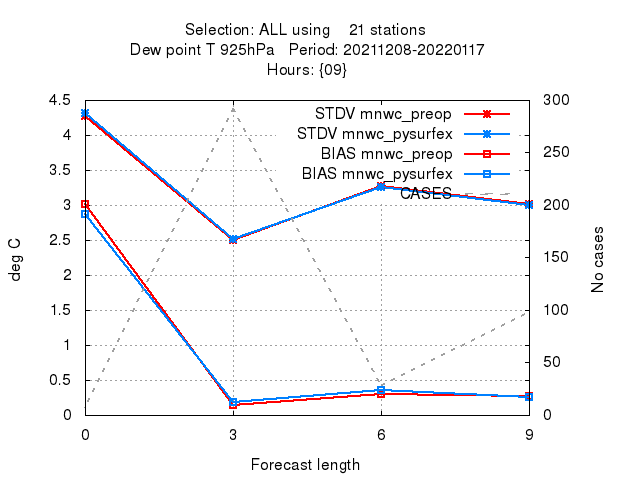 Selection: ALL using    21 stations
Dew point T 925hPa   Period: 20211208-20220117
Hours: {09}
STDV mnwc_preop
STDV mnwc_pysurfex
BIAS mnwc_preop
BIAS mnwc_pysurfex
CASES
4.5
4
3.5
3
2.5
2
1.5
1
0.5
0
300
250
200
150
100
50
0
deg C
No cases
0 3 6 9
Forecast length